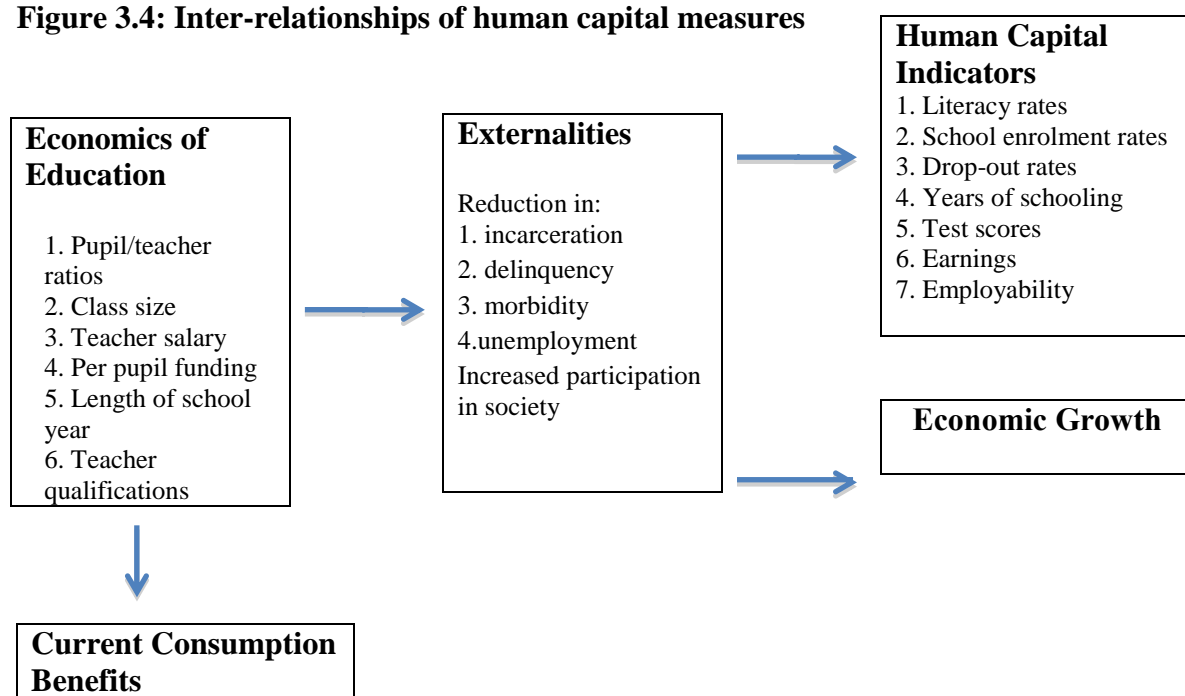 Figure 3.4: Inter-relationships of human capital measures
Economics of
Education
1. Pupil/teacher
ratios
2. Class size
3. Teacher salary
4. Per pupil funding
5. Length of school
year
6. Teacher
qualifications
Externalities
Reduction in:
1. incarceration
2. delinquency
3. morbidity
4.unemployment
Increased participation
in society
Human Capital
Indicators
1. Literacy rates
2. School enrolment rates
3. Drop-out rates
4. Years of schooling
5. Test scores
6. Earnings
7. Employability
Economic Growth
Current Consumption
Benefits